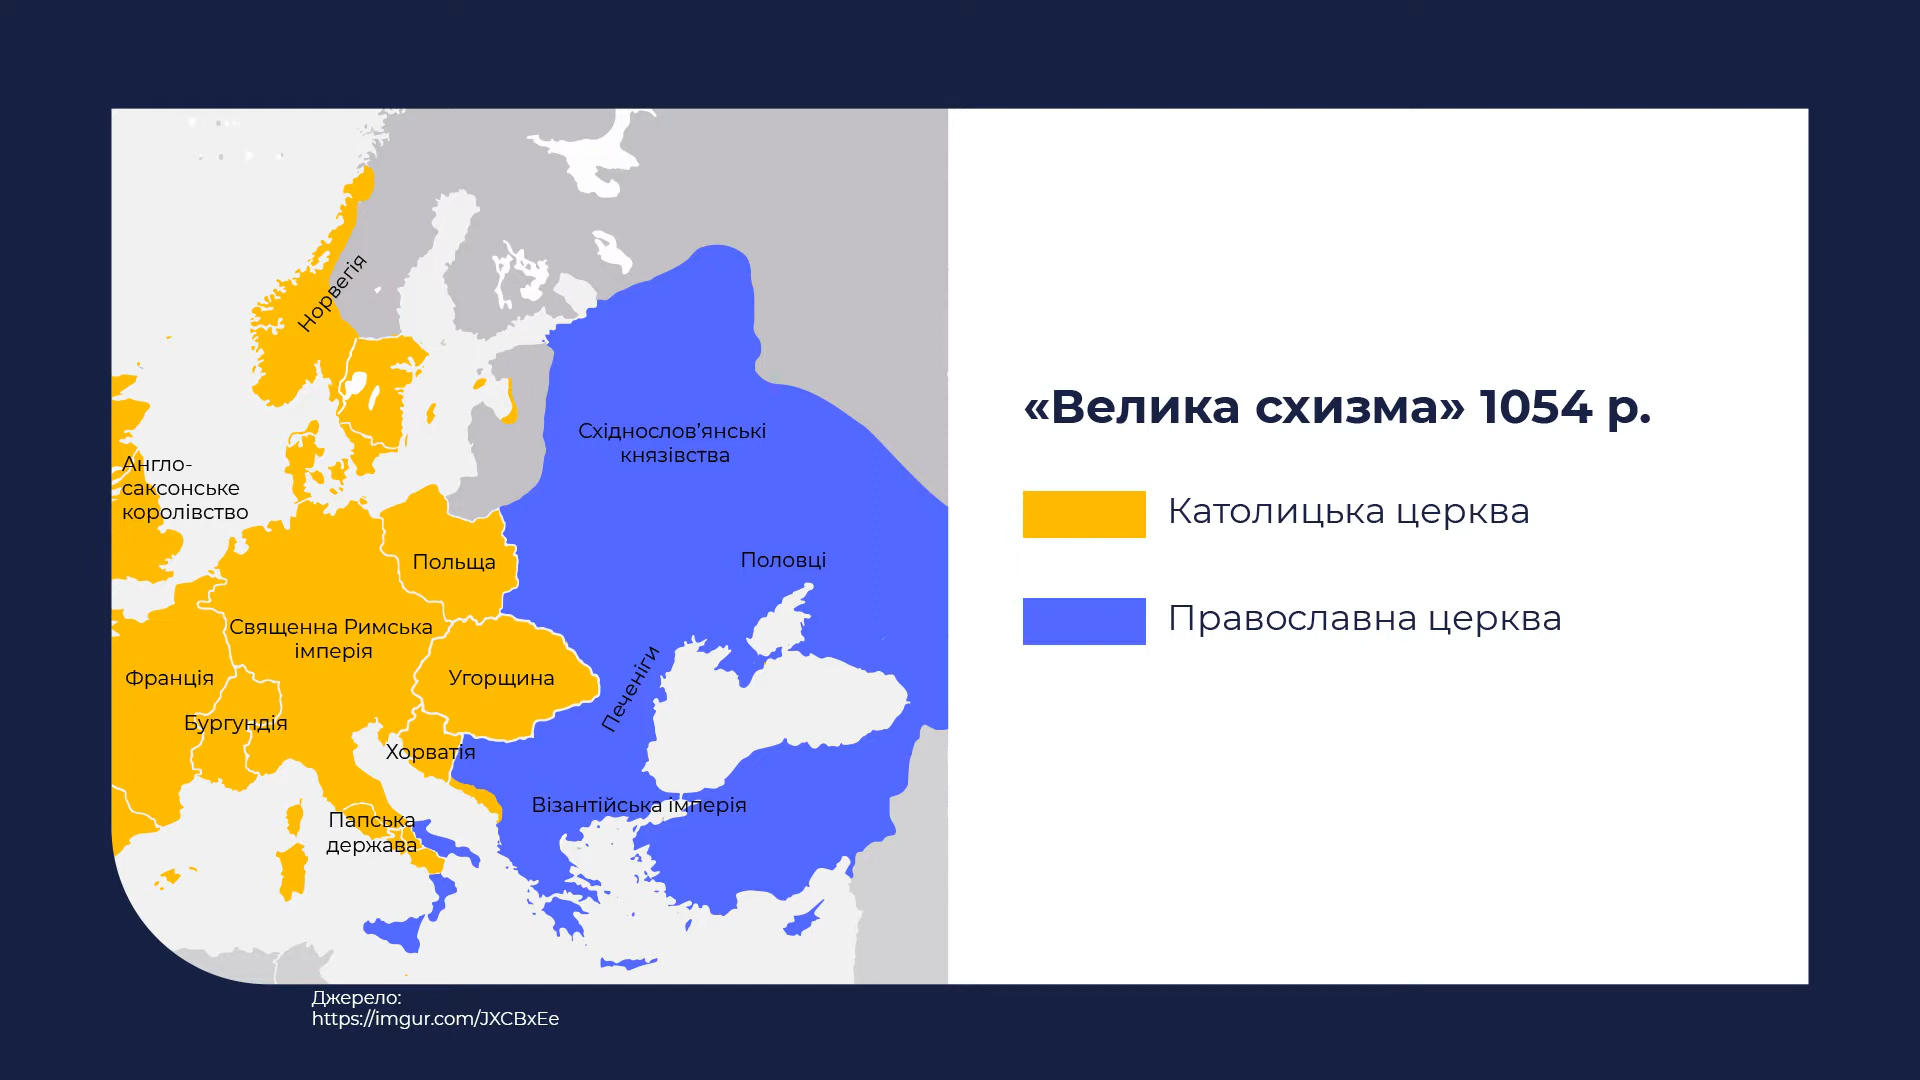 Норвегія
Східнослов’янські
князівства
Англо-
саксонське
королівство
Польща
Половці
Священна Римська
імперія
Франція
Угорщина
Печеніги
Бургундія
Хорватія
Візантійська імперія
Папська
держава
«Велика схизма» 1054 р.
Католицька церква
Православна церква
Джерело:
https://imgur.com/JXCBxEe